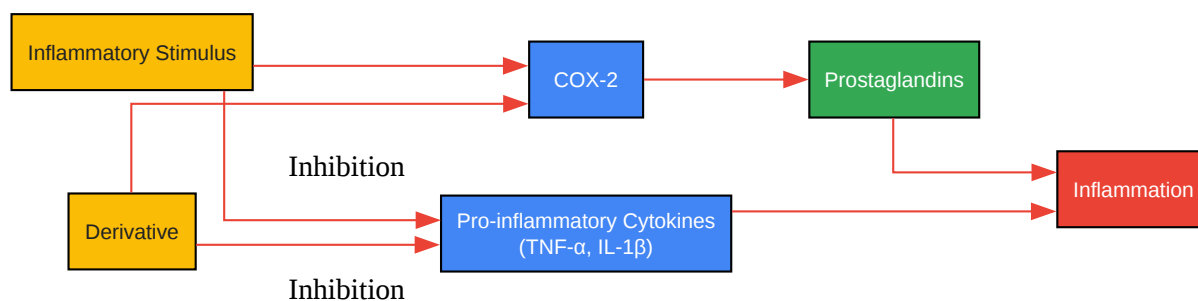 Inflammatory Stimulus
COX-2
Prostaglandins
Inhibition
Inflammation
Derivative
Pro-inflammatory Cytokines
(TNF-α, IL-1β)
Inhibition